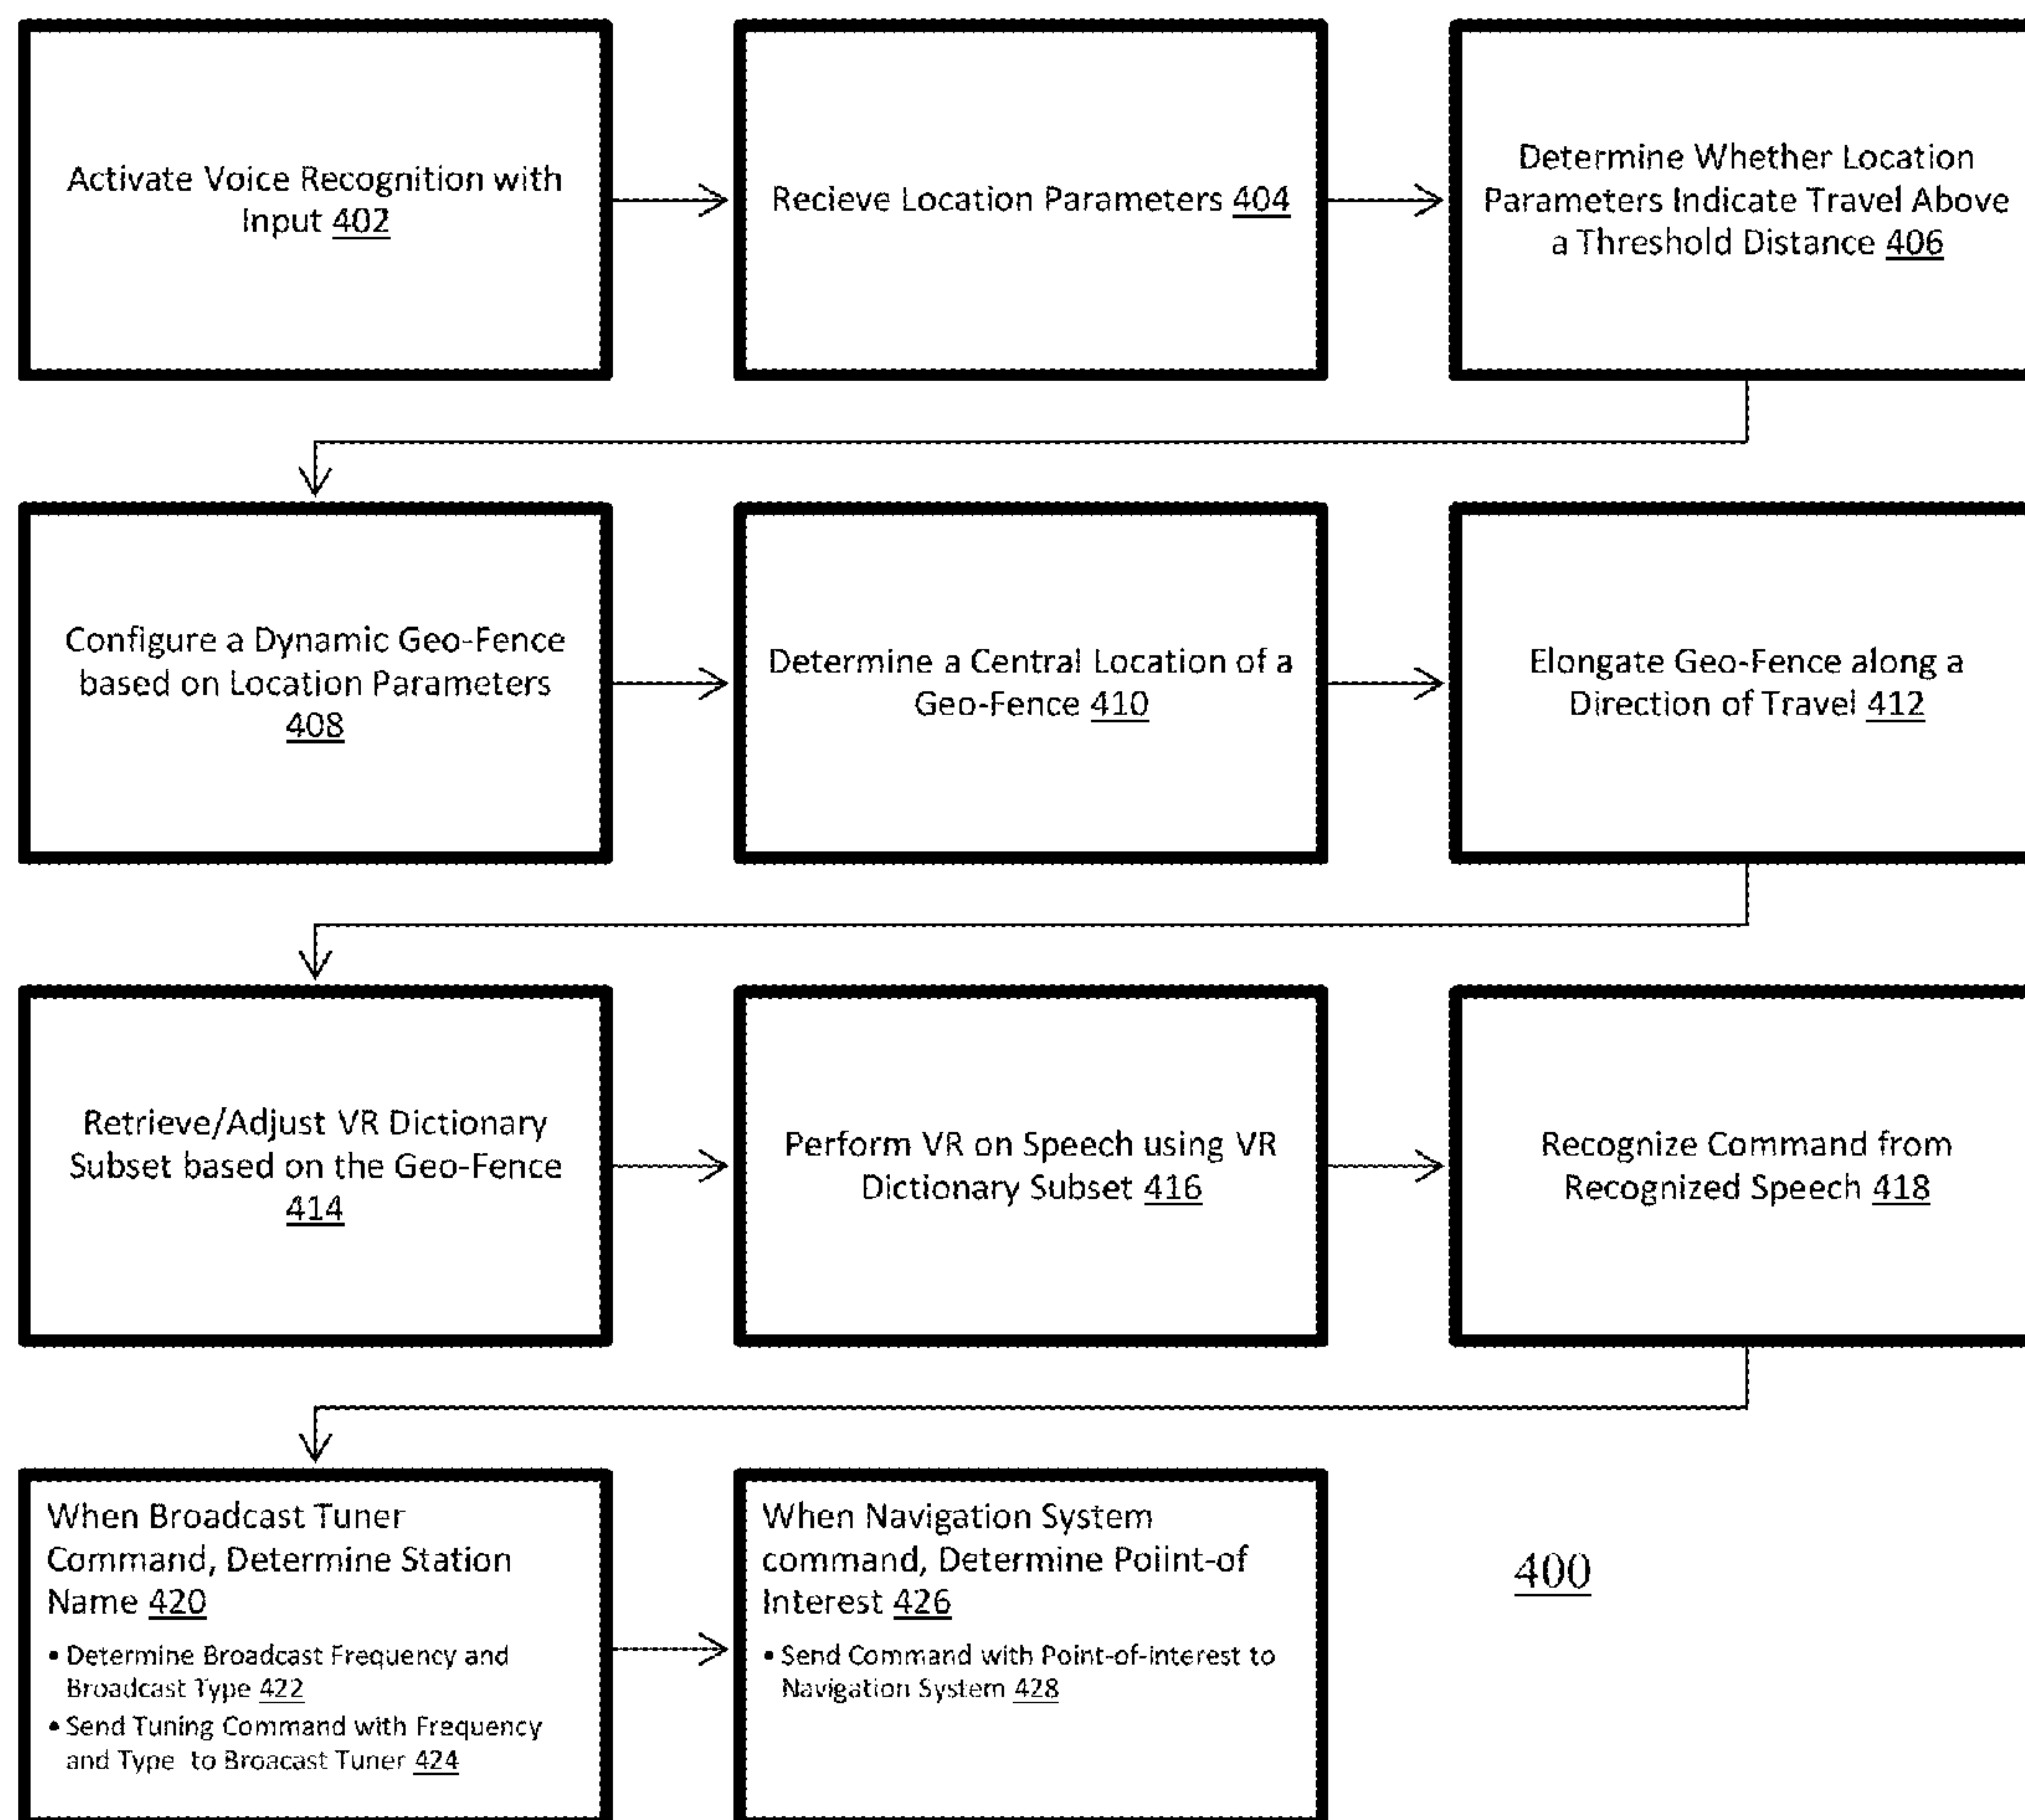 Activate Voice Recognition with
Input 402
Recieve Location Parameters 404
Determine Whether Location
Parameters Indicate Travel Above
a Threshold Distance 406
Configure a Dynamic Geo-Fence
based on Location Parameters
408
Determine a Central Location of a
Geo-Fence 410
Elongate Geo-Fence along a
Direction of Travel 412
Retrieve/Adjust VR Dictionary
Subset based on the Geo-Fence
414
Perform VR on Speech using VR
Dictionary Subset 416
Recognize Command from
Recognized Speech 418
When Broadcast Tuner
Command, Determine Station
Name 420
• Determine Broadcast Frequency and
Broadcast Type 422
• Send Tuning Command with Frequency
and Type to Broacast Tuner 424
When Navigation System
command, Determine Poiint-of
Interest 426
• Send Command with Point-of-Interest to
Navigation System 428
400